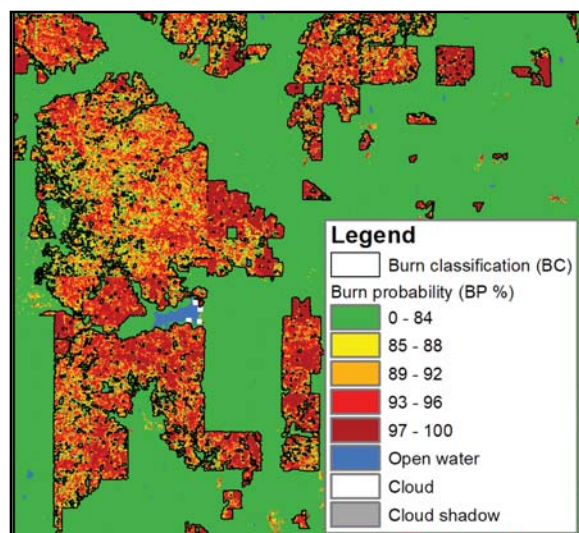 Legend
Burn classification (BC)
Burn probability (BP %)
0 - 84
85 - 88
89 - 92
93 - 96
97 - 100
Open water
Cloud
Cloud shadow